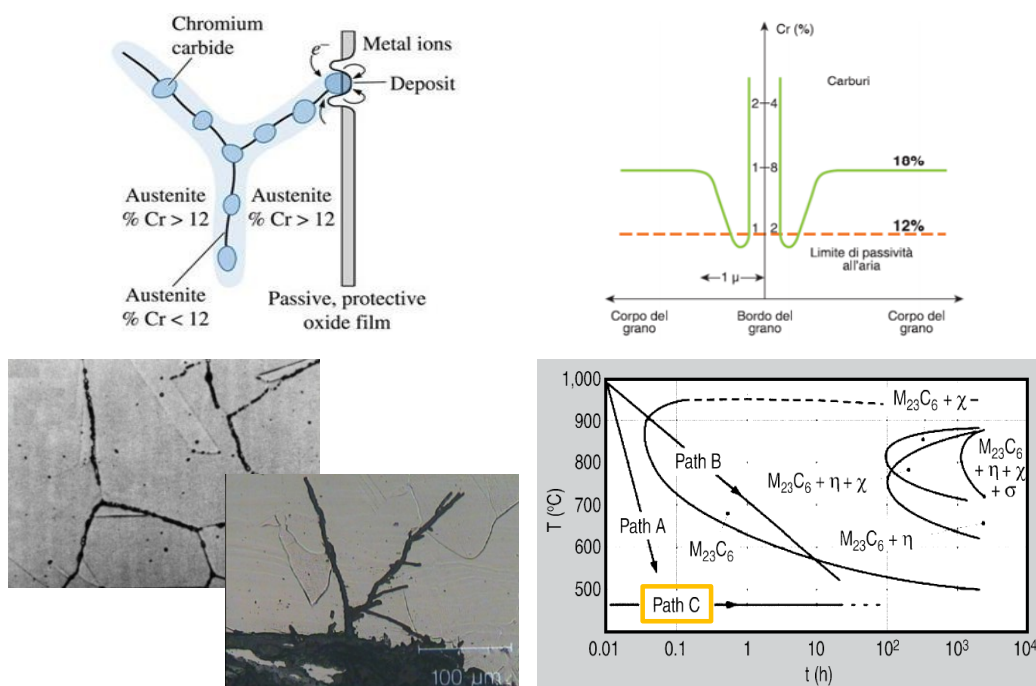 Chromium
carbide
e⁻
Metal ions
Deposit
Austenite
% Cr > 12
Austenite
% Cr > 12
Austenite
% Cr < 12
Passive, protective
oxide film
Cr (%)
Carburi
2 4
1 8
18%
1 2
12%
Limite di passività
all'aria
1 μ
Corpo del
grano
Bordo del
grano
Corpo del
grano
100 μm
T (ºC)
1,000
900
800
700
600
500
M₂₃C₆ + χ –
Path B
M₂₃C₆ + η + χ
M₂₃C₆
+ η + χ
+ σ
Path A
M₂₃C₆
M₂₃C₆ + η
Path C
0.01
0.1
1
10
10²
10³
10⁴
t (h)